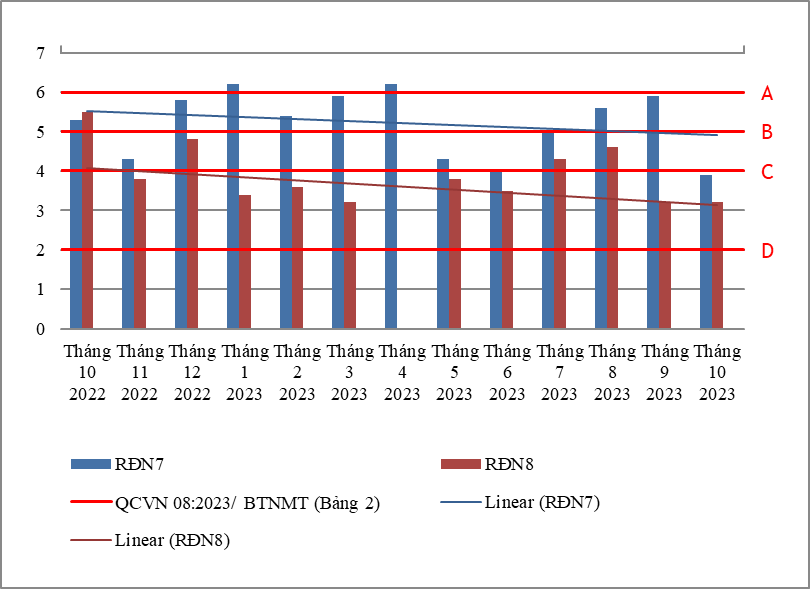 7
6
5
4
3
2
1
0
A
B
C
D
Tháng 10 2022
Tháng 11 2022
Tháng 12 2022
Tháng 1 2023
Tháng 2 2023
Tháng 3 2023
Tháng 4 2023
Tháng 5 2023
Tháng 6 2023
Tháng 7 2023
Tháng 8 2023
Tháng 9 2023
Tháng 10 2023
RĐN7
RĐN8
QCVN 08:2023/ BTNMT (Bảng 2)
Linear (RĐN7)
Linear (RĐN8)